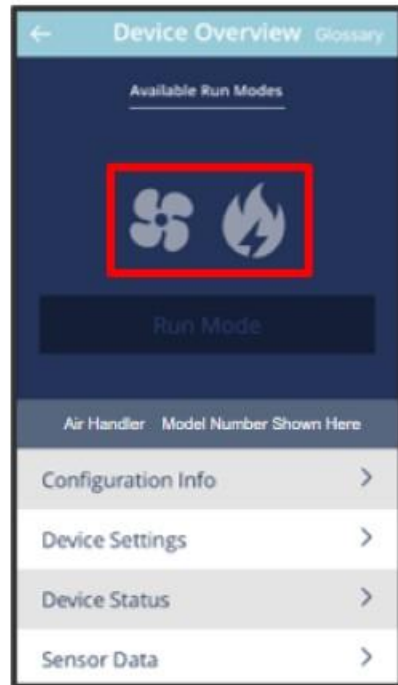 Device Overview Glossary
Available Run Modes
Run Mode
Air Handler Model Number Shown Here
Configuration Info
Device Settings
Device Status
Sensor Data